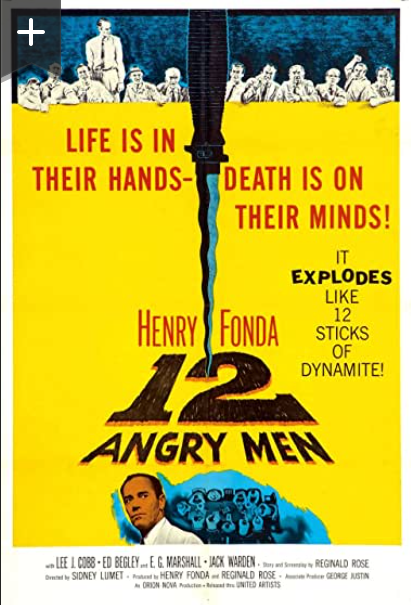 LIFE IS IN
THEIR HANDS- DEATH IS ON
THEIR MINDS!
IT
EXPLODES
LIKE
12
STICKS
OF
DYNAMITE!
HENRY FONDA
12
ANGRY MEN
with LEE J. COBB • ED BEGLEY and E. G. MARSHALL • JACK WARDEN • Story and Screenplay by REGINALD ROSE
Directed by SIDNEY LUMET • Produced by HENRY FONDA and REGINALD ROSE • Associate Producer GEORGE JUSTIN
An ORION-NOVA Production • Released thru UNITED ARTISTS